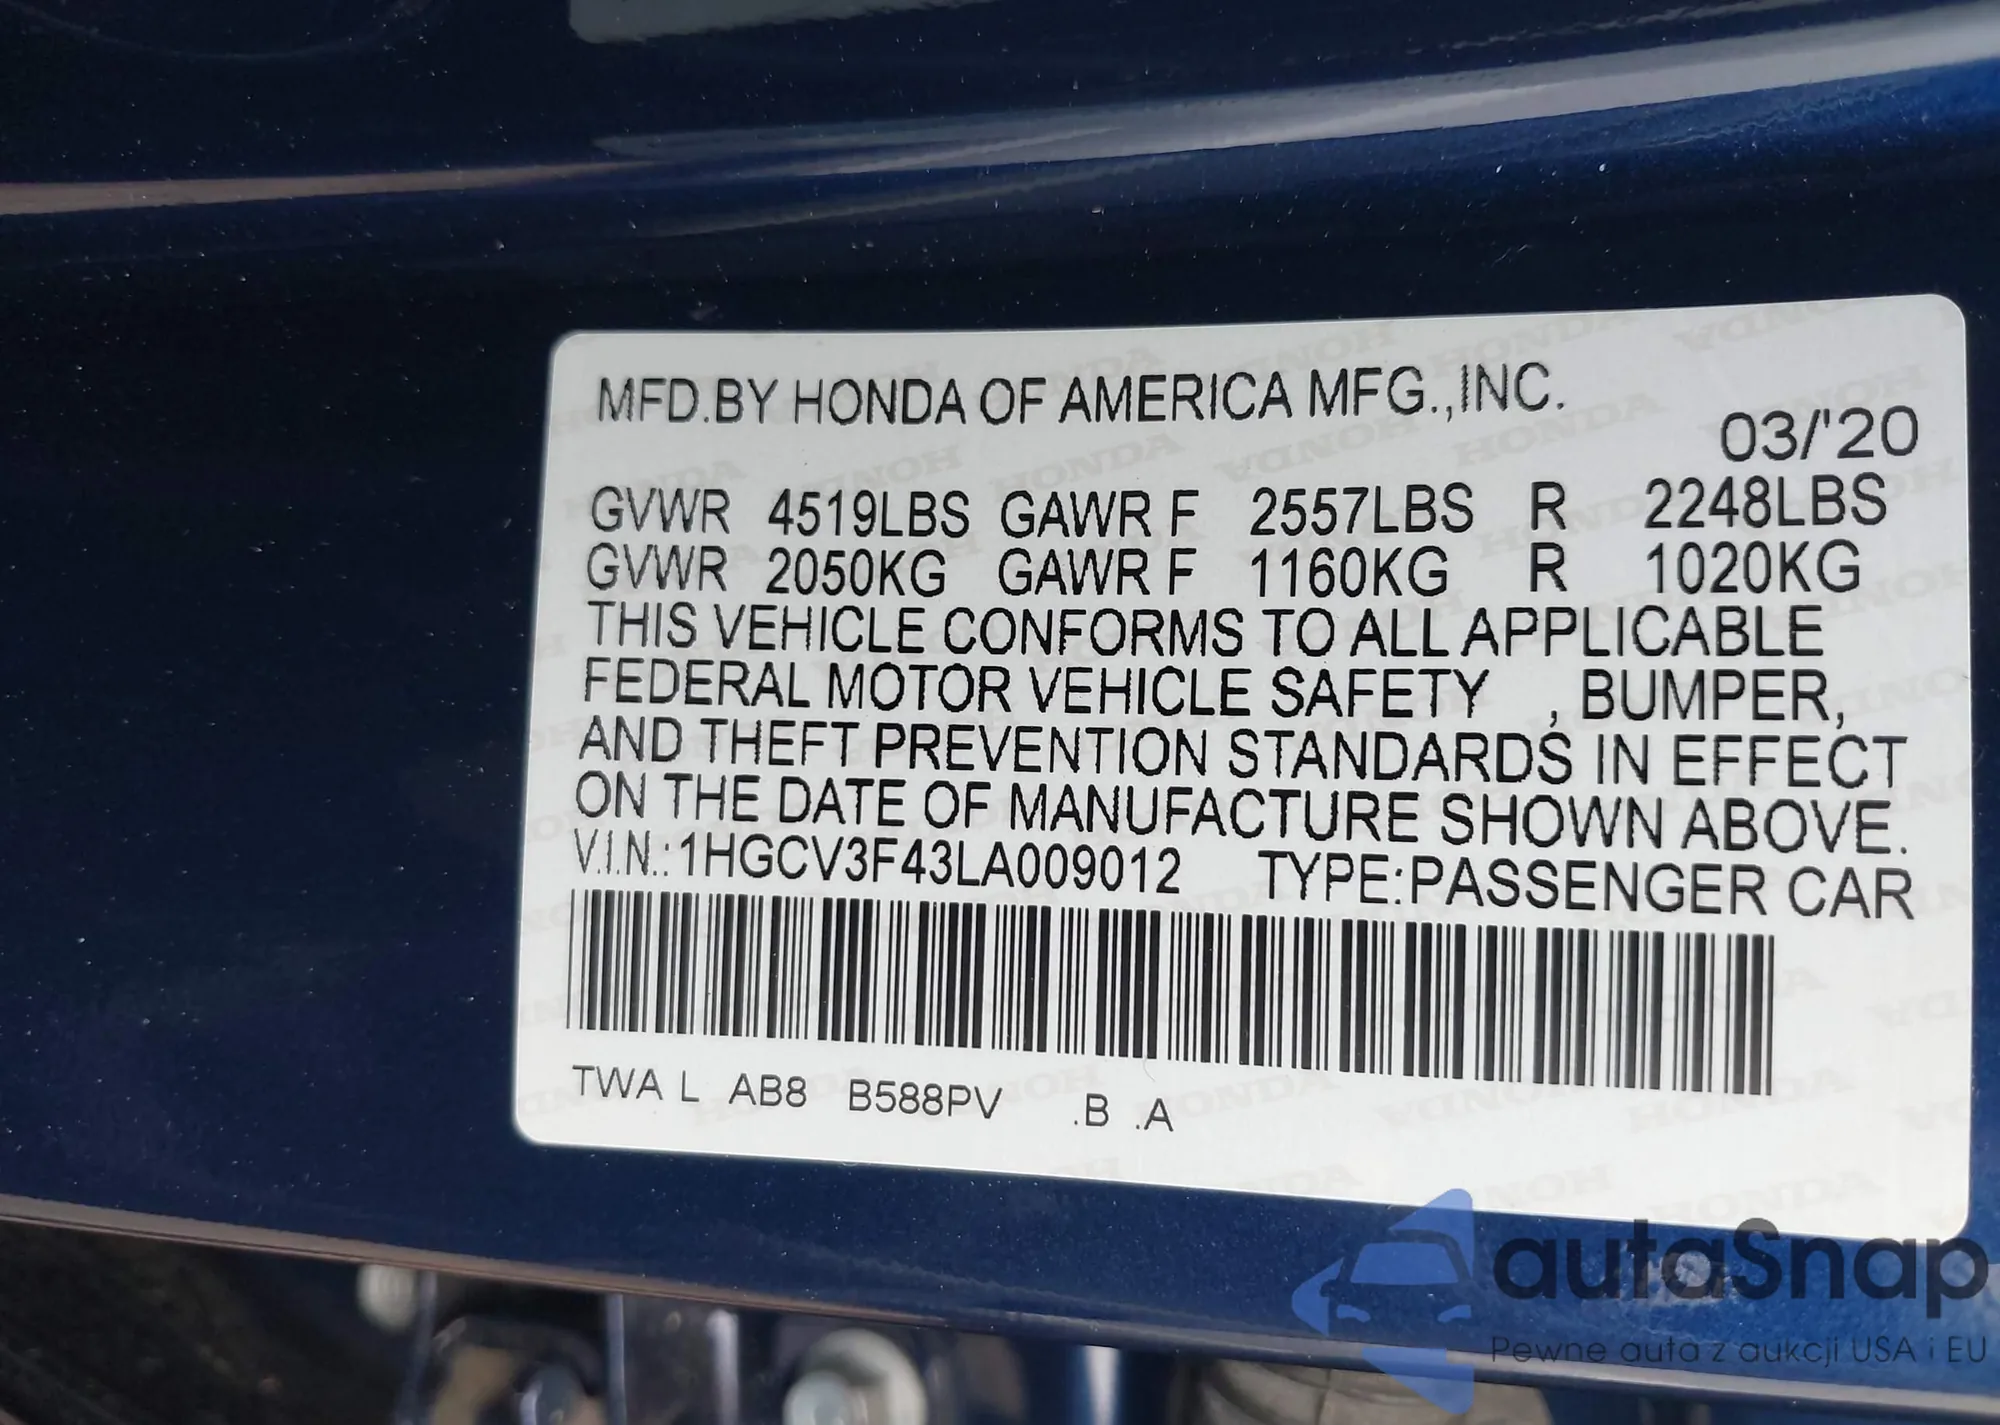 MFD.BY HONDA OF AMERICA MFG.,INC.
03/'20
GVWR 4519LBS GAWR F 2557LBS R 2248LBS
GVWR 2050KG GAWR F 1160KG R 1020KG
THIS VEHICLE CONFORMS TO ALL APPLICABLE
FEDERAL MOTOR VEHICLE SAFETY , BUMPER,
AND THEFT PREVENTION STANDARDS IN EFFECT
ON THE DATE OF MANUFACTURE SHOWN ABOVE.
V.I.N.:1HGCV3F43LA009012 TYPE:PASSENGER CAR
TWA L AB8 B588PV .B .A
autaSnap
Pewne auta z aukcji USA i EU